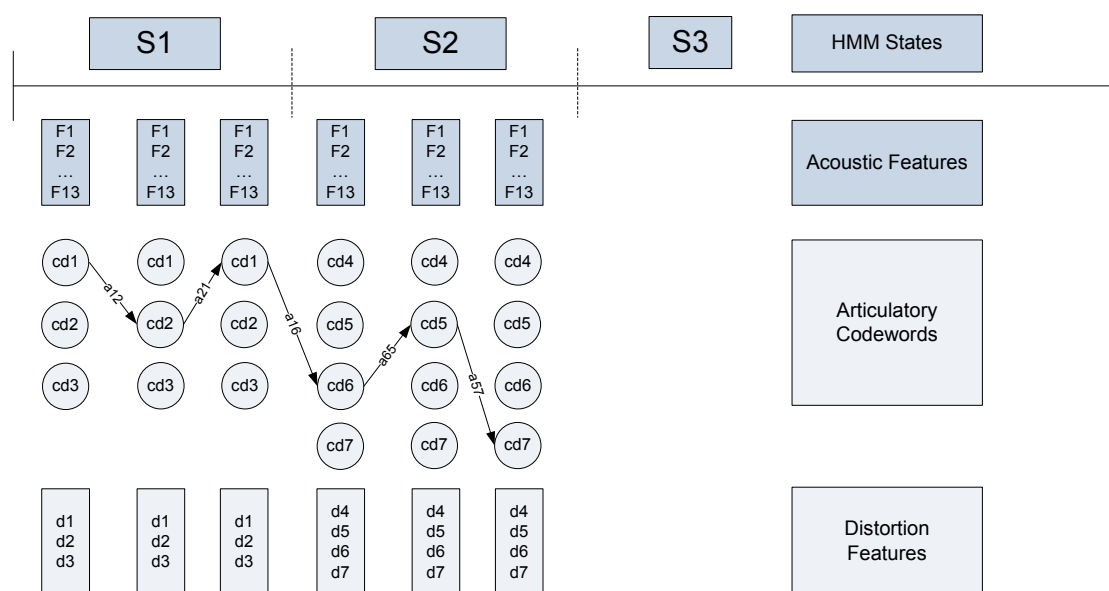 S1 S2 S3 HMM States
F1 F1 F1 F1 F1 F1
F2 F2 F2 F2 F2 F2
... ... ... ... ... ...
F13 F13 F13 F13 F13 F13
Acoustic Features
cd1 cd1 cd1 cd4 cd4 cd4
a12 a21 a16
cd2 cd2 cd2 cd5 cd5 cd5
a65 a57
cd3 cd3 cd3 cd6 cd6 cd6
cd7 cd7 cd7
Articulatory
Codewords
d1 d1 d1 d4 d4 d4
d2 d2 d2 d5 d5 d5
d3 d3 d3 d6 d6 d6
d7 d7 d7
Distortion
Features